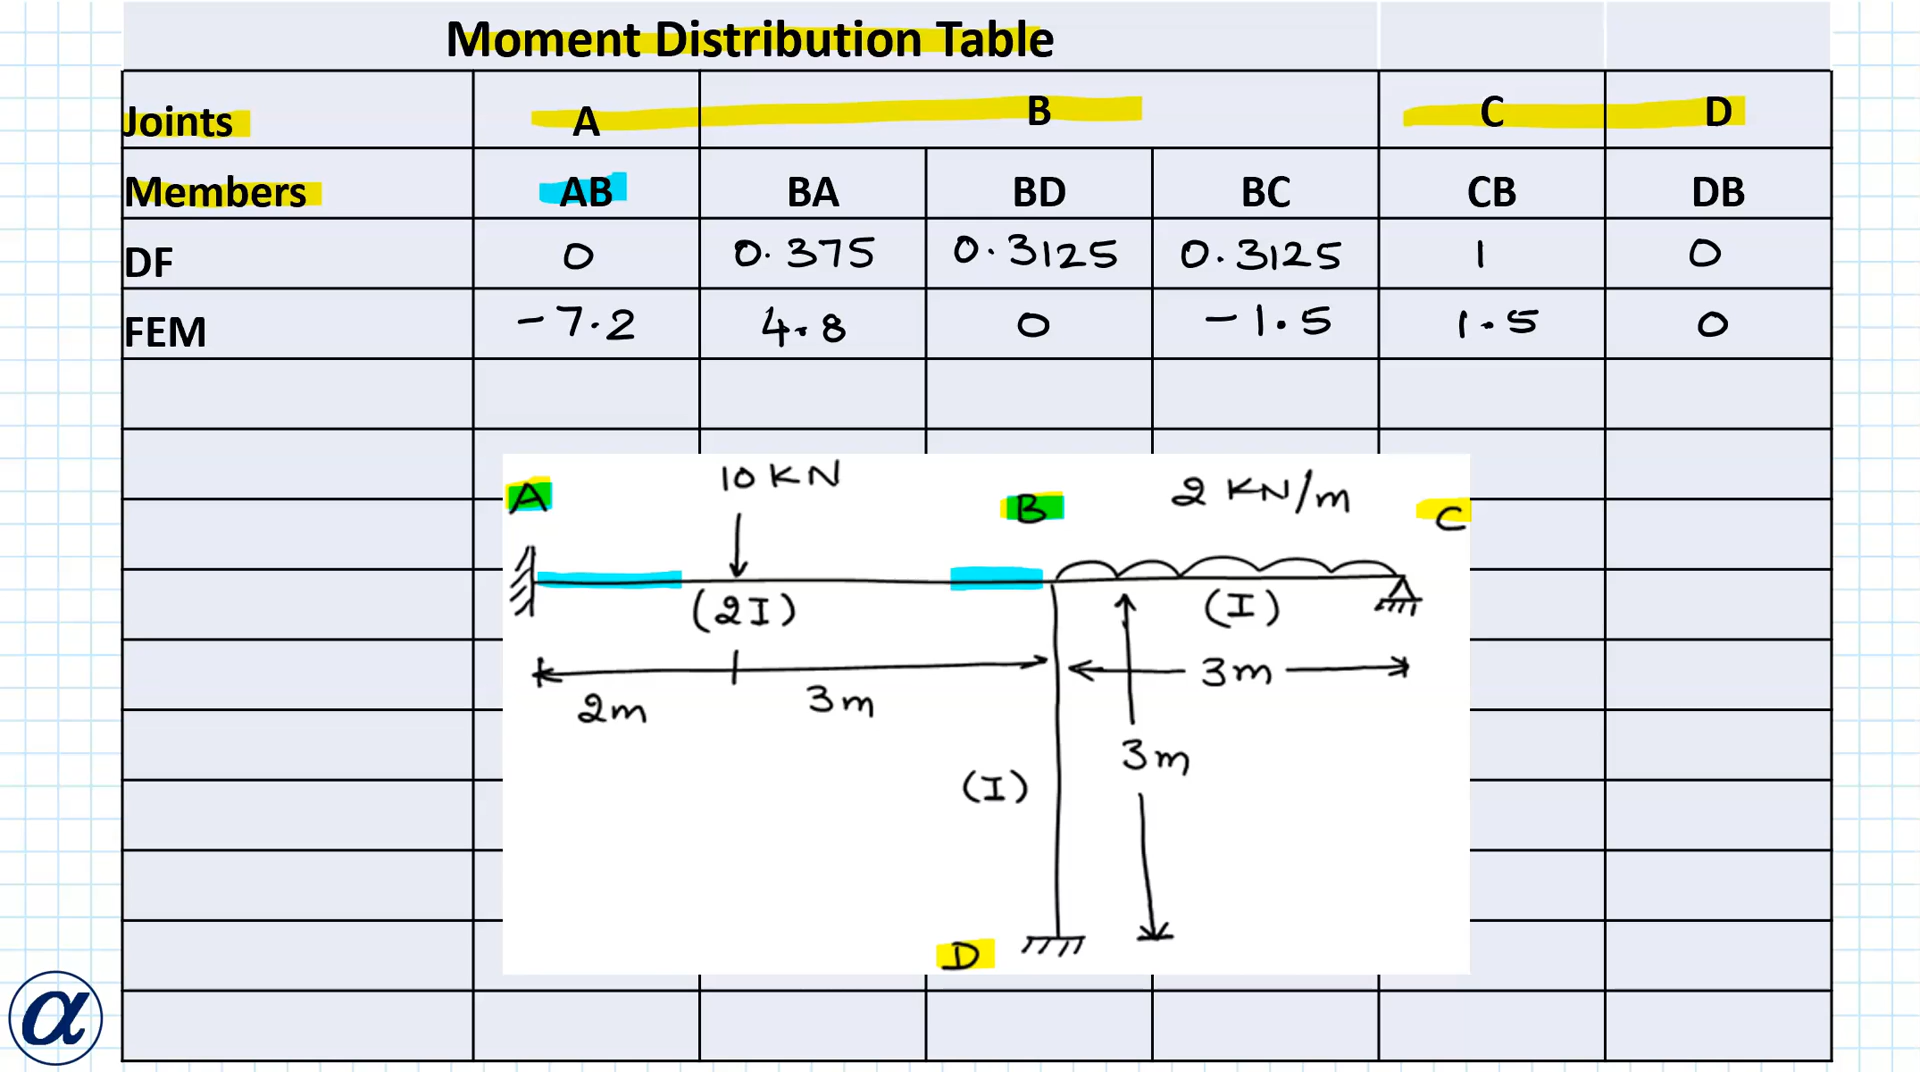 Moment Distribution Table
Joints A B C D
Members AB BA BD BC CB DB
DF 0 0.375 0.3125 0.3125 1 0
FEM -7.2 4.8 0 -1.5 1.5 0
A 10 KN B 2 KN/m C
(2I) (I)
2m 3m 3m
(I) 3m
D
α